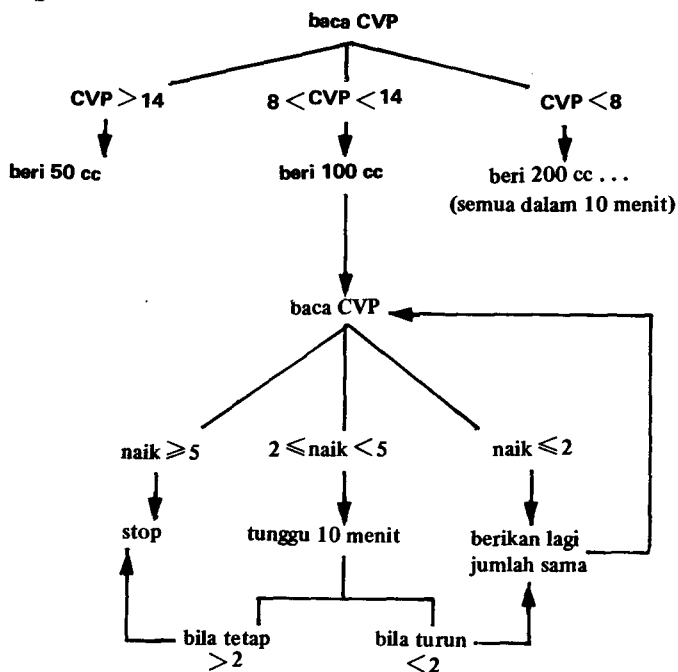 baca CVP
CVP > 14
8 < CVP < 14
CVP < 8
beri 50 cc
beri 100 cc
beri 200 cc . . .
(semua dalam 10 menit)
baca CVP
naik ⩾ 5
2 ⩽ naik < 5
naik ⩽ 2
stop
tunggu 10 menit
berikan lagi
jumlah sama
bila tetap
> 2
bila turun
< 2